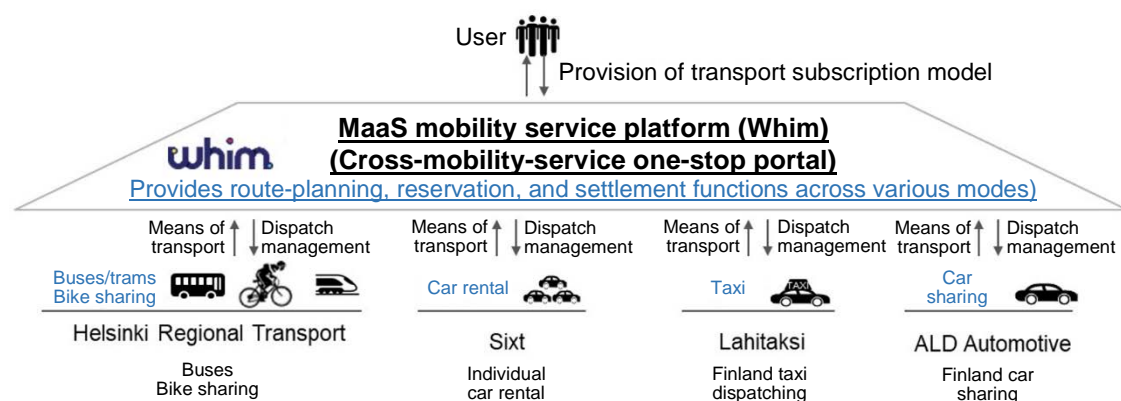 User
Provision of transport subscription model
whim
MaaS mobility service platform (Whim)
(Cross-mobility-service one-stop portal)
Provides route-planning, reservation, and settlement functions across various modes)
Means of transport
Dispatch management
Means of transport
Dispatch management
Means of transport
Dispatch management
Means of transport
Dispatch management
Buses/trams
Bike sharing
Car rental
Taxi
TAXI
Car
sharing
Helsinki Regional Transport
Sixt
Lahitaksi
ALD Automotive
Buses
Bike sharing
Individual
car rental
Finland taxi
dispatching
Finland car
sharing